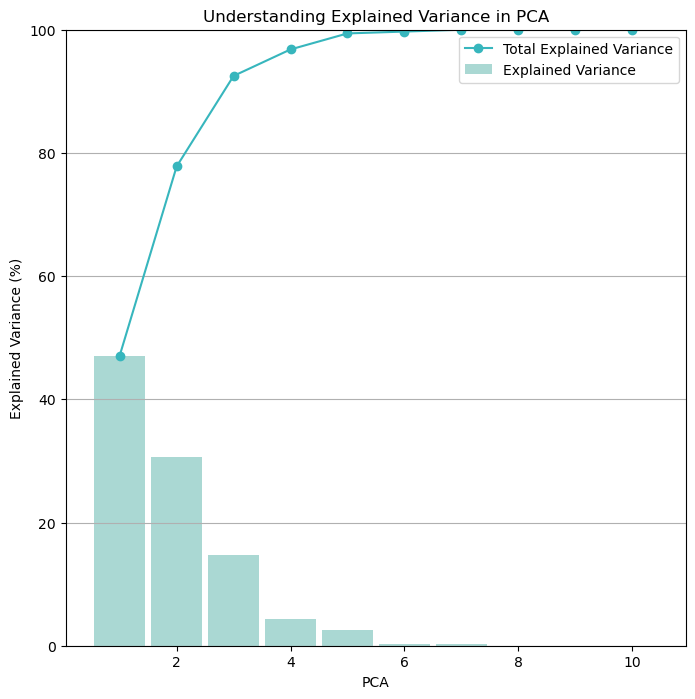 Understanding Explained Variance in PCA
Total Explained Variance
Explained Variance
Explained Variance (%)
100
80
60
40
20
0
2 4 6 8 10
PCA